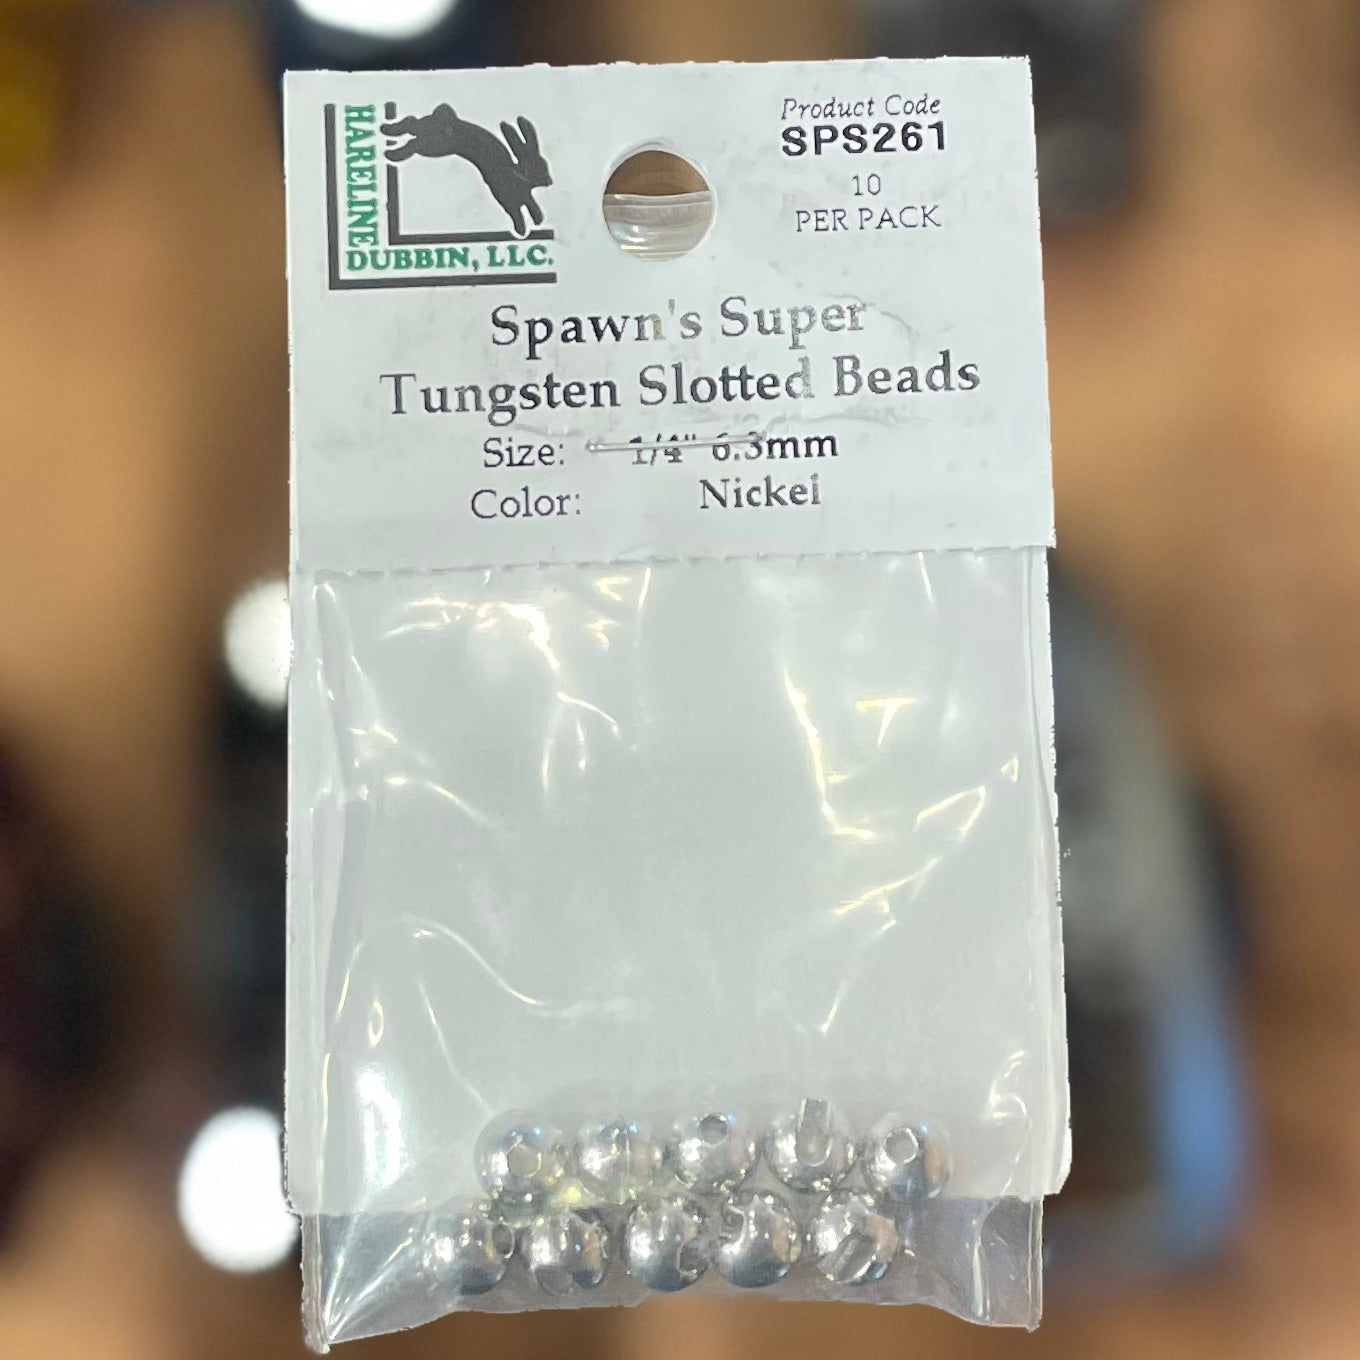 HARELINE
DUBBIN, LLC.
Product Code
SPS261
10
PER PACK
Spawn's Super
Tungsten Slotted Beads
Size: 1/4" 6.3mm
Color: Nickel